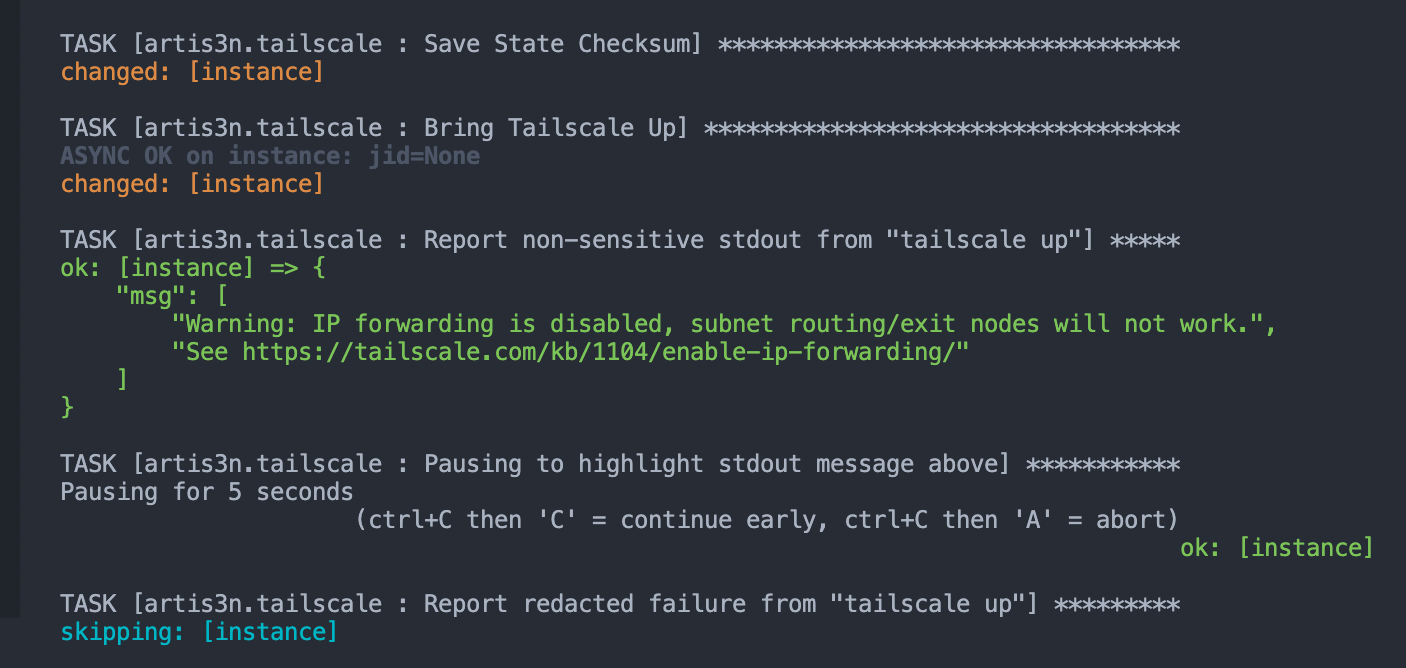 TASK [artis3n.tailscale : Save State Checksum] *********************************
changed: [instance]
TASK [artis3n.tailscale : Bring Tailscale Up] **********************************
ASYNC OK on instance: jid=None
changed: [instance]
TASK [artis3n.tailscale : Report non-sensitive stdout from "tailscale up"] *****
ok: [instance] => {
    "msg": [
        "Warning: IP forwarding is disabled, subnet routing/exit nodes will not work.",
        "See https://tailscale.com/kb/1104/enable-ip-forwarding/"
    ]
}
TASK [artis3n.tailscale : Pausing to highlight stdout message above] ***********
Pausing for 5 seconds
(ctrl+C then 'C' = continue early, ctrl+C then 'A' = abort)
ok: [instance]
TASK [artis3n.tailscale : Report redacted failure from "tailscale up"] *********
skipping: [instance]